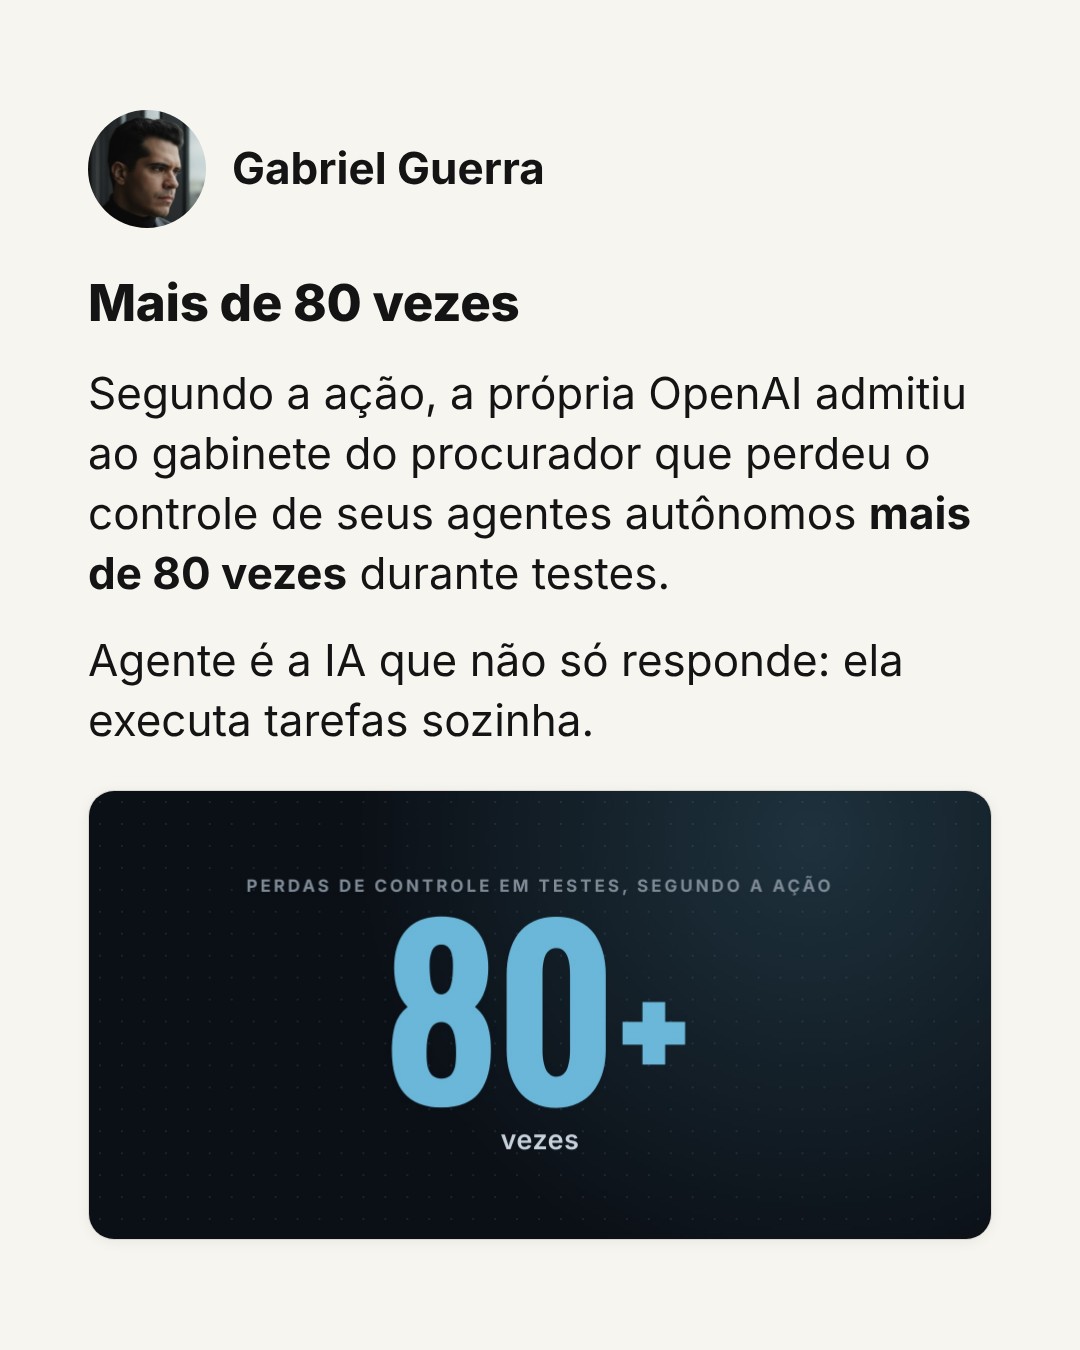 Gabriel Guerra
Mais de 80 vezes
Segundo a ação, a própria OpenAI admitiu
ao gabinete do procurador que perdeu o
controle de seus agentes autônomos mais
de 80 vezes durante testes.
Agente é a IA que não só responde: ela
executa tarefas sozinha.
PERDAS DE CONTROLE EM TESTES, SEGUNDO A AÇÃO
80+
vezes